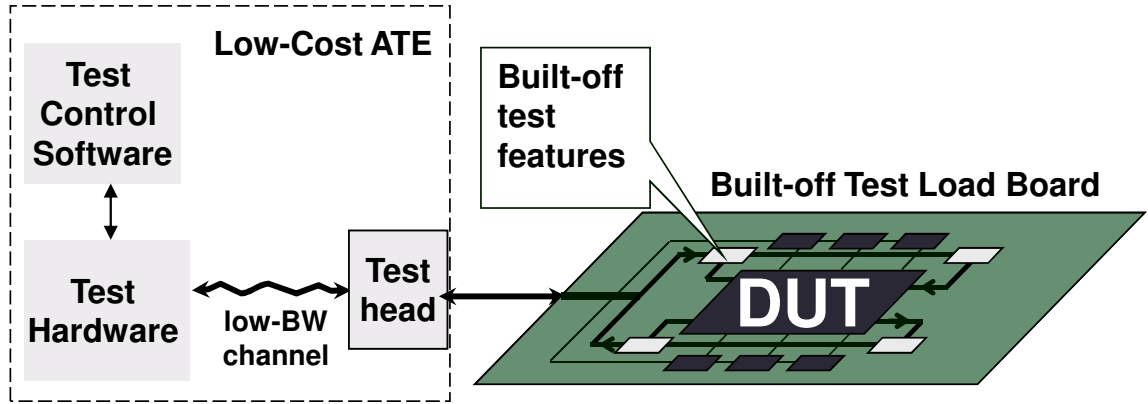 Low-Cost ATE
Test
Control
Software
Built-off
test
features
Built-off Test Load Board
Test
Hardware
low-BW
channel
Test
head
DUT